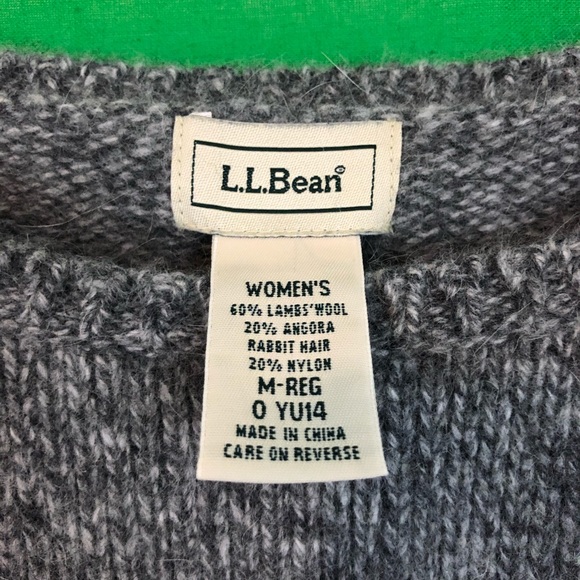 L.L.Bean®
WOMEN'S
60% LAMBS'WOOL
20% ANGORA
RABBIT HAIR
20% NYLON
M-REG
0 YU14
MADE IN CHINA
CARE ON REVERSE